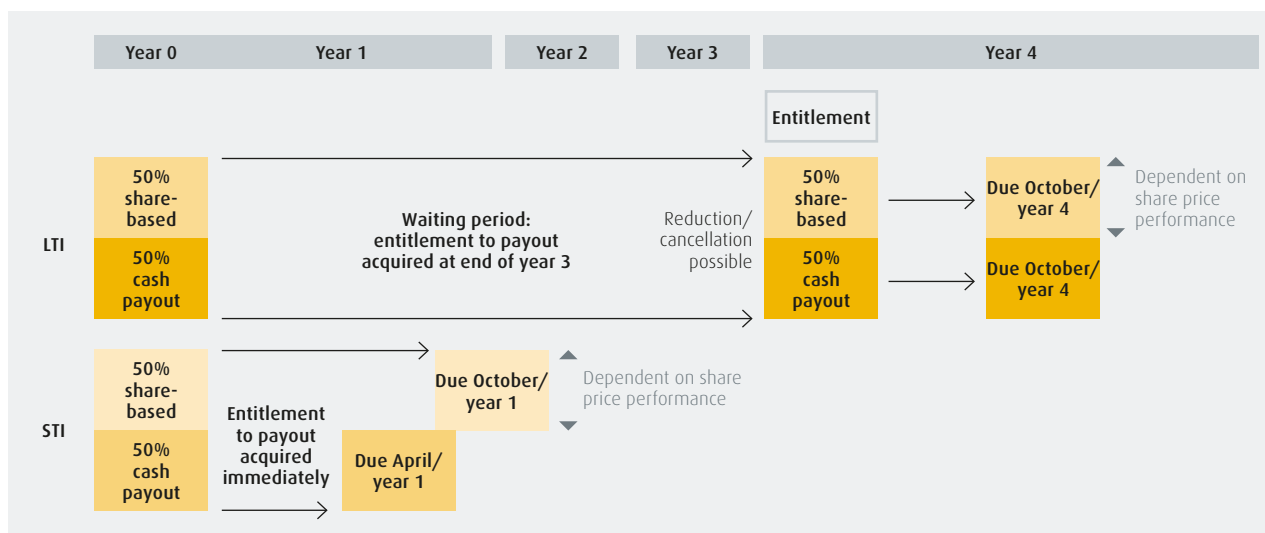 Year 0
Year 1
Year 2
Year 3
Year 4
Entitlement
LTI
50%
share-
based
50%
cash
payout
Waiting period:
entitlement to payout
acquired at end of year 3
Reduction/
cancellation
possible
50%
share-
based
50%
cash
payout
Due October/
year 4
Due October/
year 4
Dependent on
share price
performance
STI
50%
share-
based
50%
cash
payout
Entitlement
to payout
acquired
immediately
Due October/
year 1
Due April/
year 1
Dependent on share
price performance